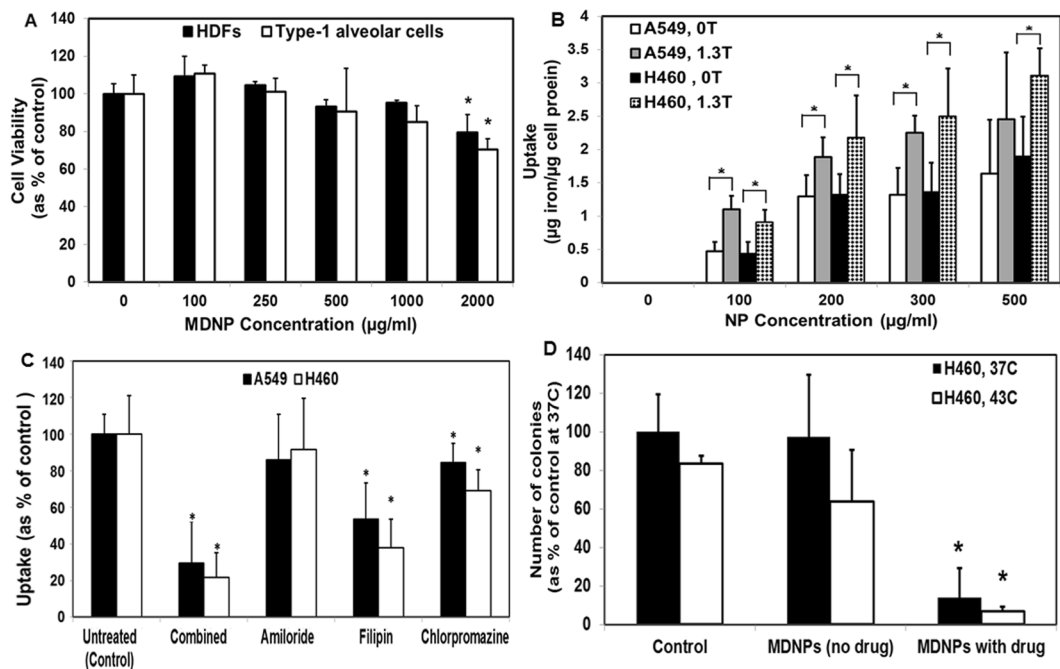 A
140
120
100
80
60
40
20
0
Cell Viability
(as % of control)
HDFs
Type-1 alveolar cells
*
*
0
100
250
500
1000
2000
MDNP Concentration (µg/ml)
B
4
3.5
3
2.5
2
1.5
1
0.5
0
Uptake
(µg iron/µg cell proein)
A549, 0T
A549, 1.3T
H460 , 0T
H460, 1.3T
*
*
*
*
*
*
*
0
100
200
300
500
NP Concentration (µg/ml)
C
140
120
100
80
60
40
20
0
Uptake (as % of control )
A549
H460
*
*
*
*
*
*
Untreated
(Control)
Combined
Amiloride
Filipin
Chlorpromazine
D
140
120
100
80
60
40
20
0
Number of colonies
(as % of control at 37C)
H460, 37C
H460, 43C
*
*
Control
MDNPs (no drug)
MDNPs with drug